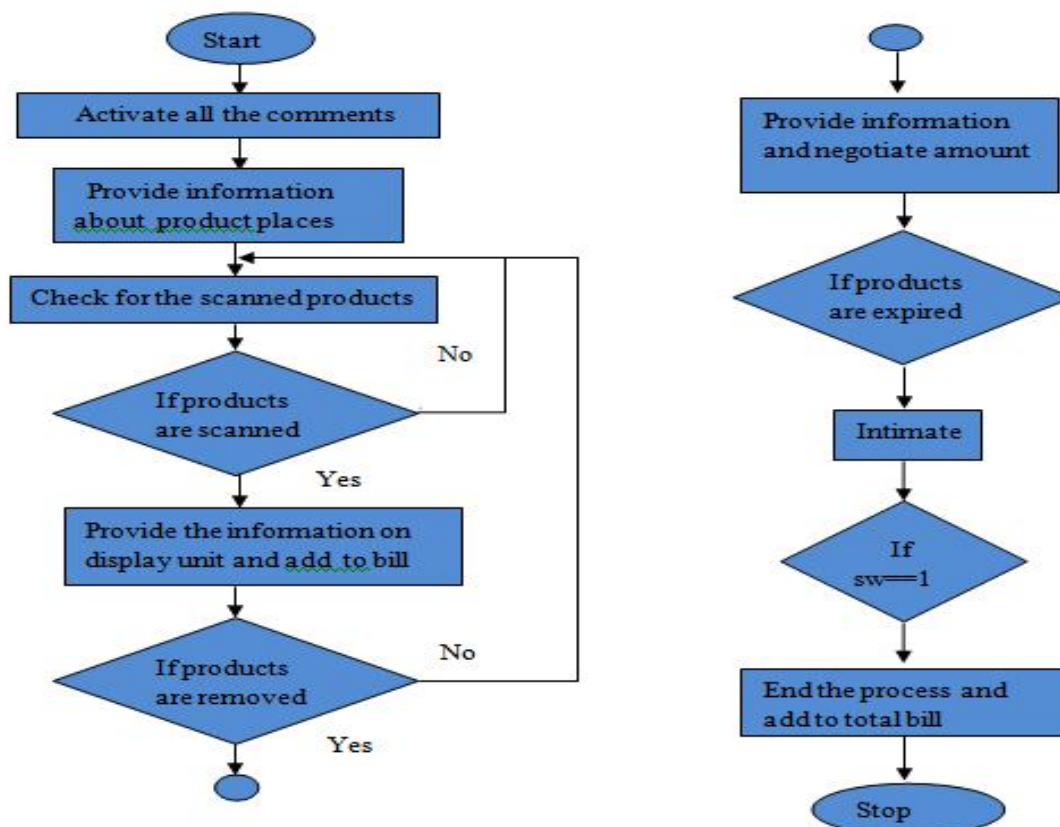 Start
Activate all the comments
Provide information
about product places
Check for the scanned products
No
If products
are scanned
Yes
Provide the information on
display unit and add to bill
If products
are removed
No
Yes
Provide information
and negotiate amount
If products
are expired
Intimate
If
sw==1
End the process and
add to total bill
Stop